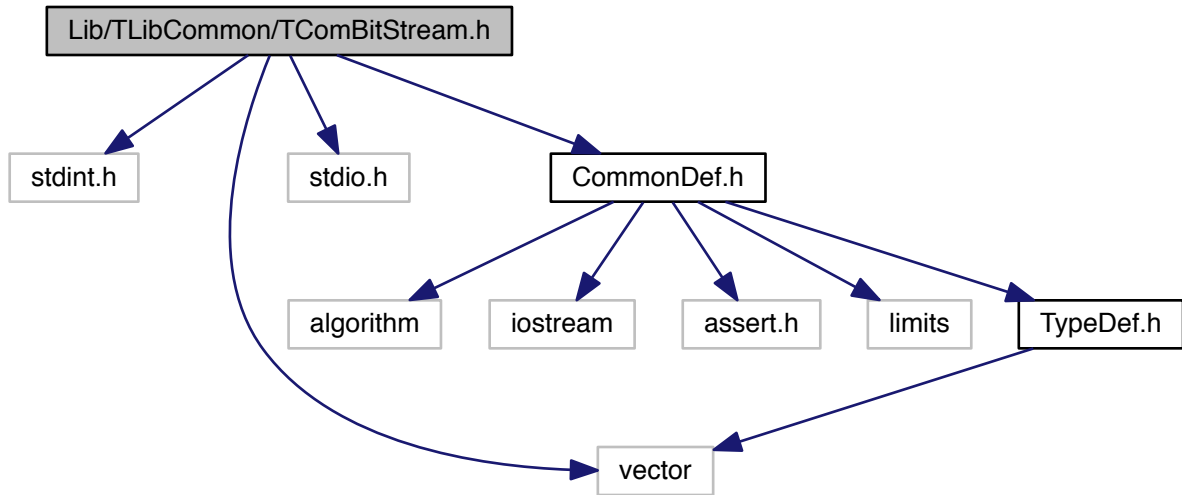 Lib/TLibCommon/TComBitStream.h
stdint.h
stdio.h
CommonDef.h
algorithm
iostream
assert.h
limits
TypeDef.h
vector